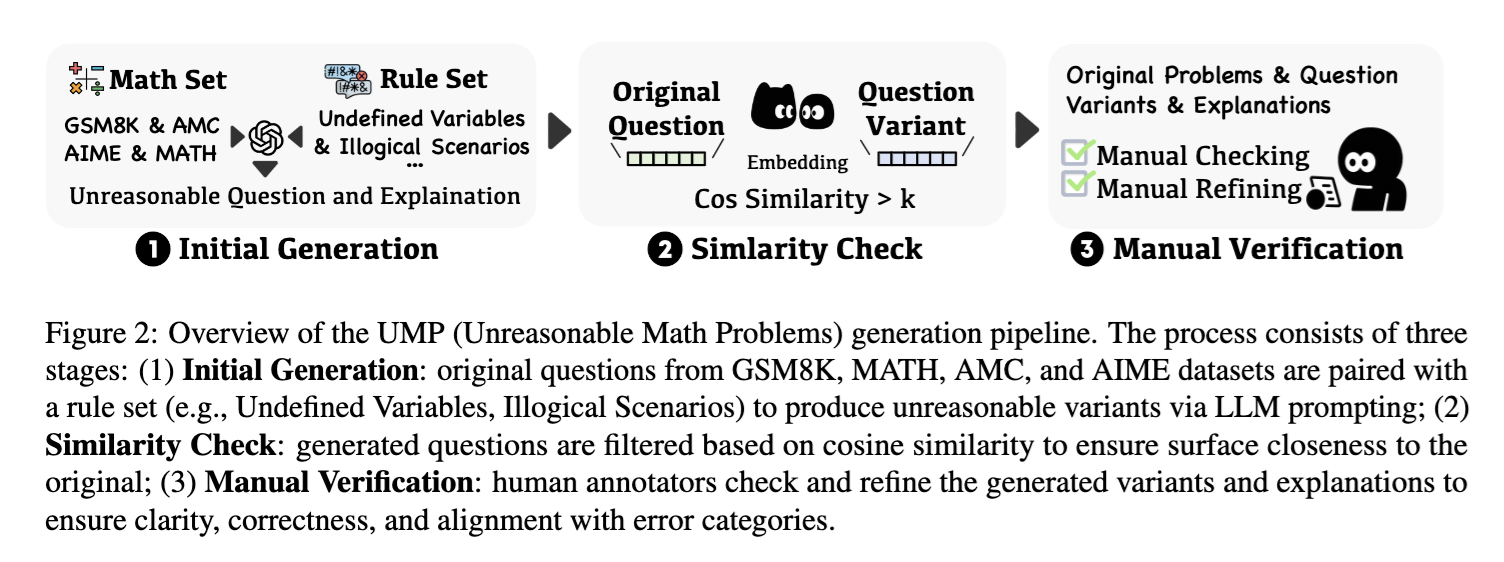 Math Set
GSM8K & AMC
AIME & MATH
#!&*
!#*&
Rule Set
Undefined Variables
& Illogical Scenarios
...
Unreasonable Question and Explaination
1 Initial Generation
Original
Question
Embedding
Question
Variant
Cos Similarity > k
2 Simlarity Check
Original Problems & Question
Variants & Explanations
Manual Checking
Manual Refining
3 Manual Verification
Figure 2: Overview of the UMP (Unreasonable Math Problems) generation pipeline. The process consists of three
stages: (1) Initial Generation: original questions from GSM8K, MATH, AMC, and AIME datasets are paired with
a rule set (e.g., Undefined Variables, Illogical Scenarios) to produce unreasonable variants via LLM prompting; (2)
Similarity Check: generated questions are filtered based on cosine similarity to ensure surface closeness to the
original; (3) Manual Verification: human annotators check and refine the generated variants and explanations to
ensure clarity, correctness, and alignment with error categories.